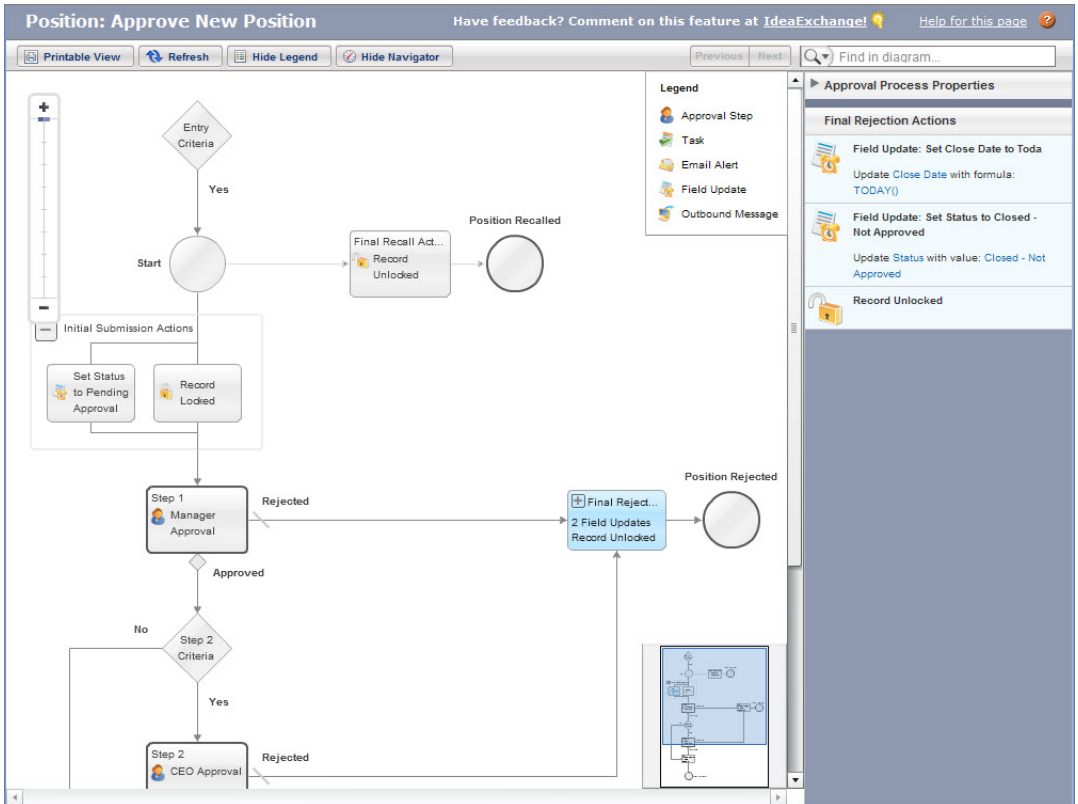 Position: Approve New Position
Have feedback? Comment on this feature at IdeaExchange!
Help for this page
Printable View
Refresh
Hide Legend
Hide Navigator
Previous
Next
Find in diagram...
Entry
Criteria
Yes
Start
Final Recall Act...
Record
Unlocked
Position Recalled
Legend
Approval Step
Task
Email Alert
Field Update
Outbound Message
Initial Submission Actions
Set Status
to Pending
Approval
Record
Locked
Step 1
Manager
Approval
Rejected
Approved
Final Reject...
2 Field Updates
Record Unlocked
Position Rejected
No
Step 2
Criteria
Yes
Step 2
CEO Approval
Rejected
Approval Process Properties
Final Rejection Actions
Field Update: Set Close Date to Toda
Update Close Date with formula:
TODAY()
Field Update: Set Status to Closed -
Not Approved
Update Status with value: Closed - Not
Approved
Record Unlocked